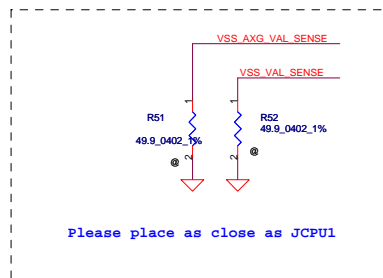 VSS_AXG_VAL_SENSE
VSS_VAL_SENSE
1
1
R51
R52
49.9_0402_1%
49.9_0402_1%
2
2
@
@
Please place as close as JCPU1